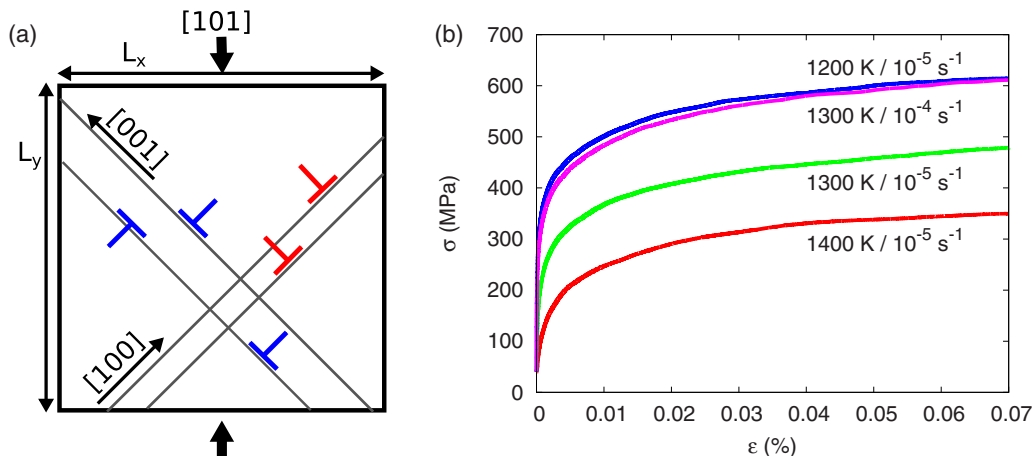 (a)
[101]
Lx
Ly
[001]
[100]
(b)
σ (MPa)
700
600
500
400
300
200
100
0
1200 K / 10⁻⁵ s⁻¹
1300 K / 10⁻⁴ s⁻¹
1300 K / 10⁻⁵ s⁻¹
1400 K / 10⁻⁵ s⁻¹
0 0.01 0.02 0.03 0.04 0.05 0.06 0.07
ε (%)